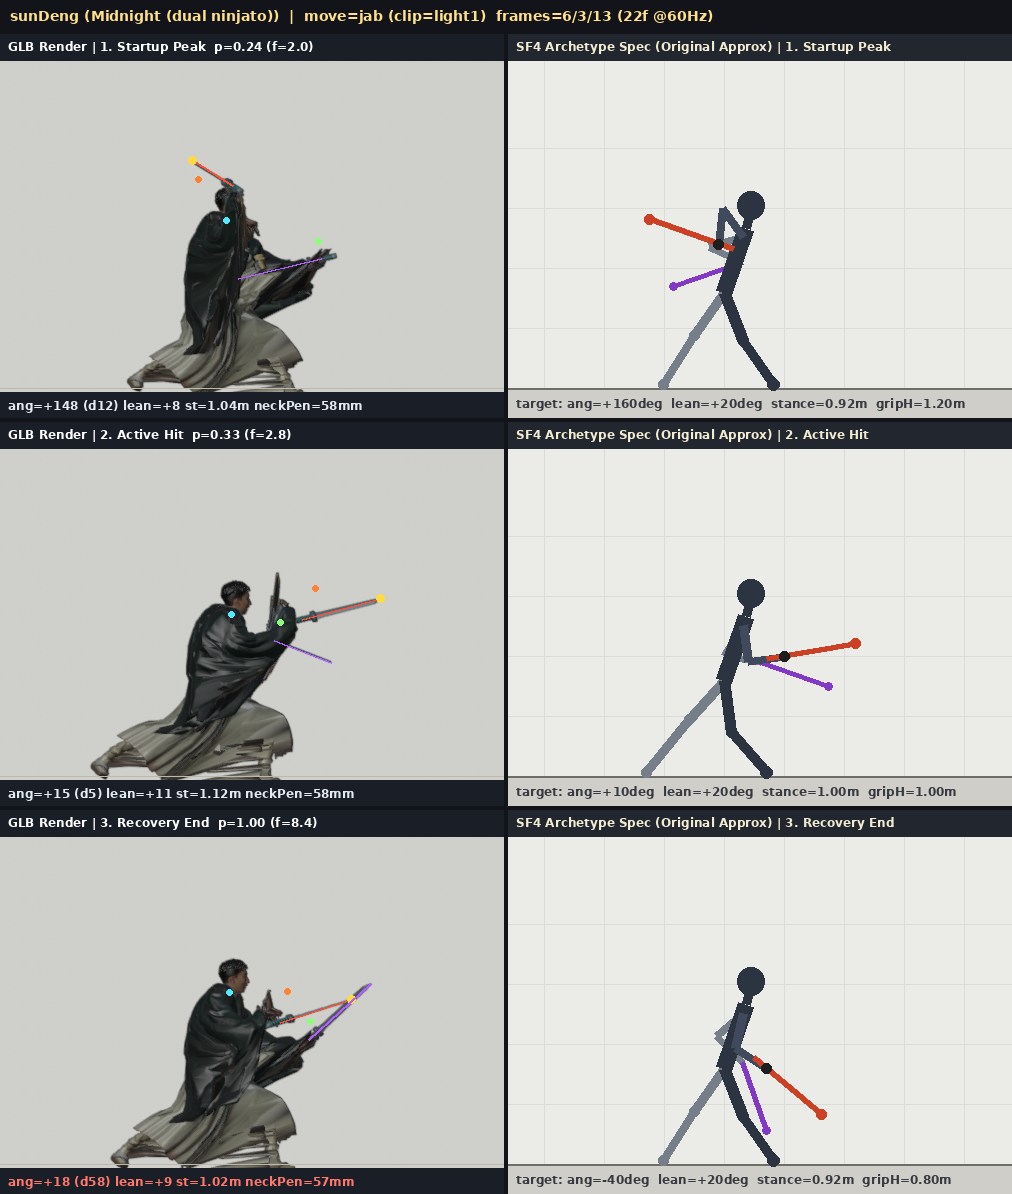 sunDeng (Midnight (dual ninjato)) | move=jab (clip=light1) frames=6/3/13 (22f @60Hz)
GLB Render | 1. Startup Peak p=0.24 (f=2.0)
SF4 Archetype Spec (Original Approx) | 1. Startup Peak
ang=+148 (d12) lean=+8 st=1.04m neckPen=58mm
target: ang=+160deg lean=+20deg stance=0.92m gripH=1.20m
GLB Render | 2. Active Hit p=0.33 (f=2.8)
SF4 Archetype Spec (Original Approx) | 2. Active Hit
ang=+15 (d5) lean=+11 st=1.12m neckPen=58mm
target: ang=+10deg lean=+20deg stance=1.00m gripH=1.00m
GLB Render | 3. Recovery End p=1.00 (f=8.4)
SF4 Archetype Spec (Original Approx) | 3. Recovery End
ang=+18 (d58) lean=+9 st=1.02m neckPen=57mm
target: ang=-40deg lean=+20deg stance=0.92m gripH=0.80m